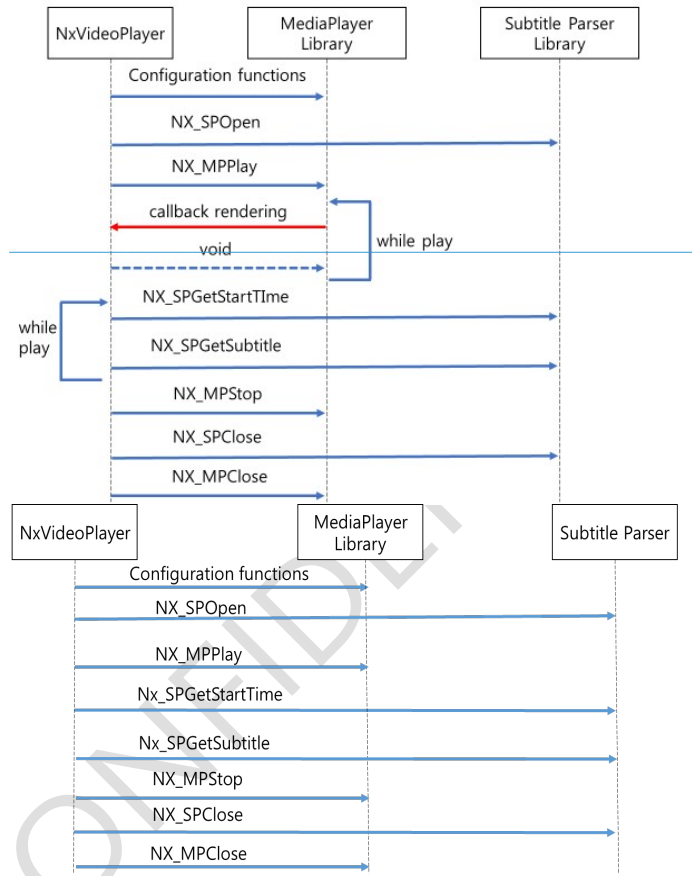 NxVideoPlayer
MediaPlayer
Library
Subtitle Parser
Library
Configuration functions
NX_SPOpen
NX_MPPlay
callback rendering
while play
void
NX_SPGetStartTIme
while
play
NX_SPGetSubtitle
NX_MPStop
NX_SPClose
NX_MPClose
NxVideoPlayer
MediaPlayer
Library
Subtitle Parser
Configuration functions
NX_SPOpen
NX_MPPlay
Nx_SPGetStartTime
Nx_SPGetSubtitle
NX_MPStop
NX_SPClose
NX_MPClose